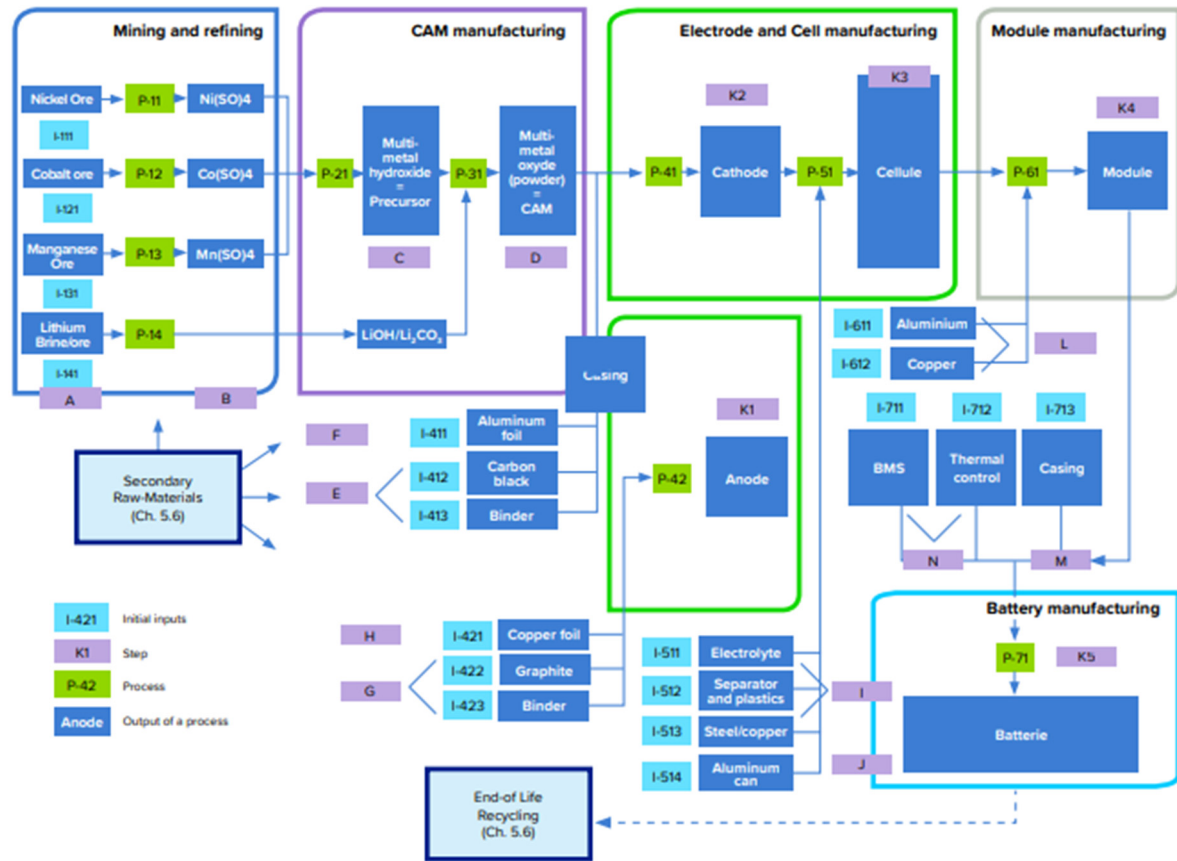 Mining and refining
CAM manufacturing
Electrode and Cell manufacturing
Module manufacturing
Nickel Ore
P-11
Ni(SO)4
I-111
Cobalt ore
P-12
Co(SO)4
I-121
Manganese
Ore
P-13
Mn(SO)4
I-131
Lithium
Brine/ore
P-14
I-141
A
B
P-21
Multi-
metal
hydroxide
=
Precursor
P-31
Multi-
metal
oxyde
(powder)
=
CAM
C
D
LiOH/Li₂CO₃
P-41
K2
Cathode
P-51
K3
Cellule
P-61
K4
Module
I-611
Aluminium
I-612
Copper
L
I-711
I-712
I-713
BMS
Thermal
control
Casing
N
M
Casing
K1
P-42
Anode
Secondary
Raw-Materials
(Ch. 5.6)
F
E
I-411
Aluminum
foil
I-412
Carbon
black
I-413
Binder
H
G
I-421
Copper foil
I-422
Graphite
I-423
Binder
I-511
Electrolyte
I-512
Separator
and plastics
I-513
Steel/copper
I-514
Aluminum
can
I
J
Battery manufacturing
P-71
K5
Batterie
I-421
Initial inputs
K1
Step
P-42
Process
Anode
Output of a process
End-of Life
Recycling
(Ch. 5.6)